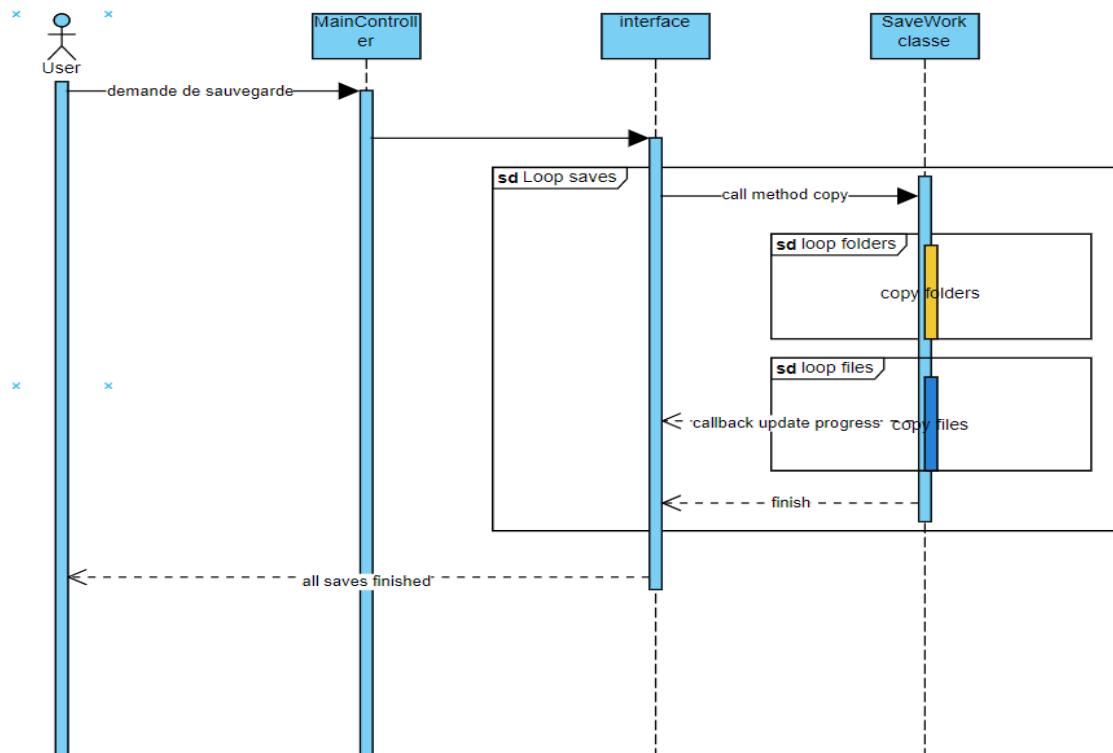 MainControll
er
interface
SaveWork
classe
User
demande de sauvegarde
sd Loop saves
call method copy
sd loop folders
copy folders
sd loop files
callback update progress
copy files
finish
all saves finished